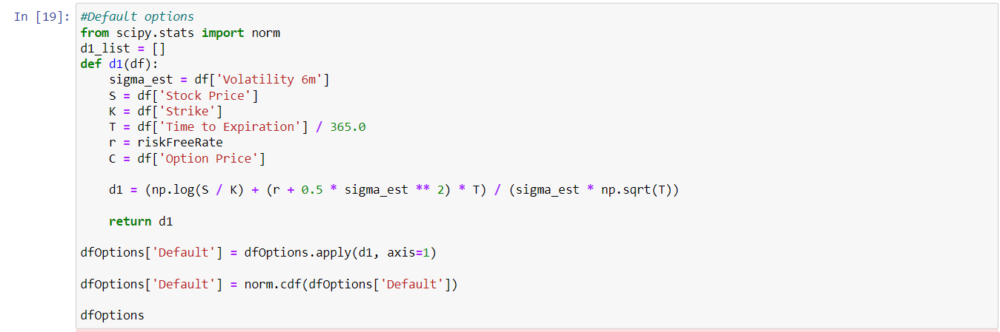 In [19]: #Default options
from scipy.stats import norm
d1_list = []
def d1(df):
    sigma_est = df['Volatility 6m']
    S = df['Stock Price']
    K = df['Strike']
    T = df['Time to Expiration'] / 365.0
    r = riskFreeRate
    C = df['Option Price']

    d1 = (np.log(S / K) + (r + 0.5 * sigma_est ** 2) * T) / (sigma_est * np.sqrt(T))

    return d1

dfOptions['Default'] = dfOptions.apply(d1, axis=1)

dfOptions['Default'] = norm.cdf(dfOptions['Default'])

dfOptions